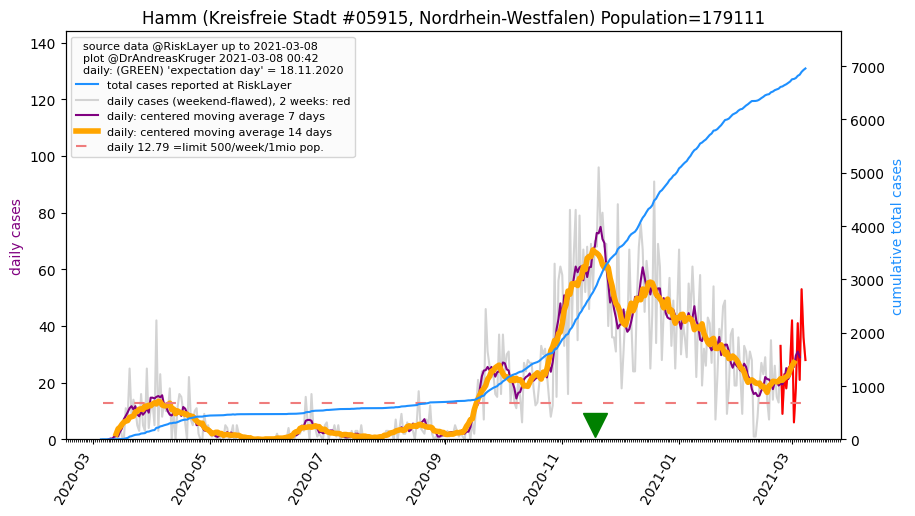 Hamm (Kreisfreie Stadt #05915, Nordrhein-Westfalen) Population=179111
source data @RiskLayer up to 2021-03-08
plot @DrAndreasKruger 2021-03-08 00:42
daily: (GREEN) 'expectation day' = 18.11.2020
total cases reported at RiskLayer
daily cases (weekend-flawed), 2 weeks: red
daily: centered moving average 7 days
daily: centered moving average 14 days
daily 12.79 =limit 500/week/1mio pop.
daily cases
140
120
100
80
60
40
20
0
cumulative total cases
7000
6000
5000
4000
3000
2000
1000
0
2020-03
2020-05
2020-07
2020-09
2020-11
2021-01
2021-03